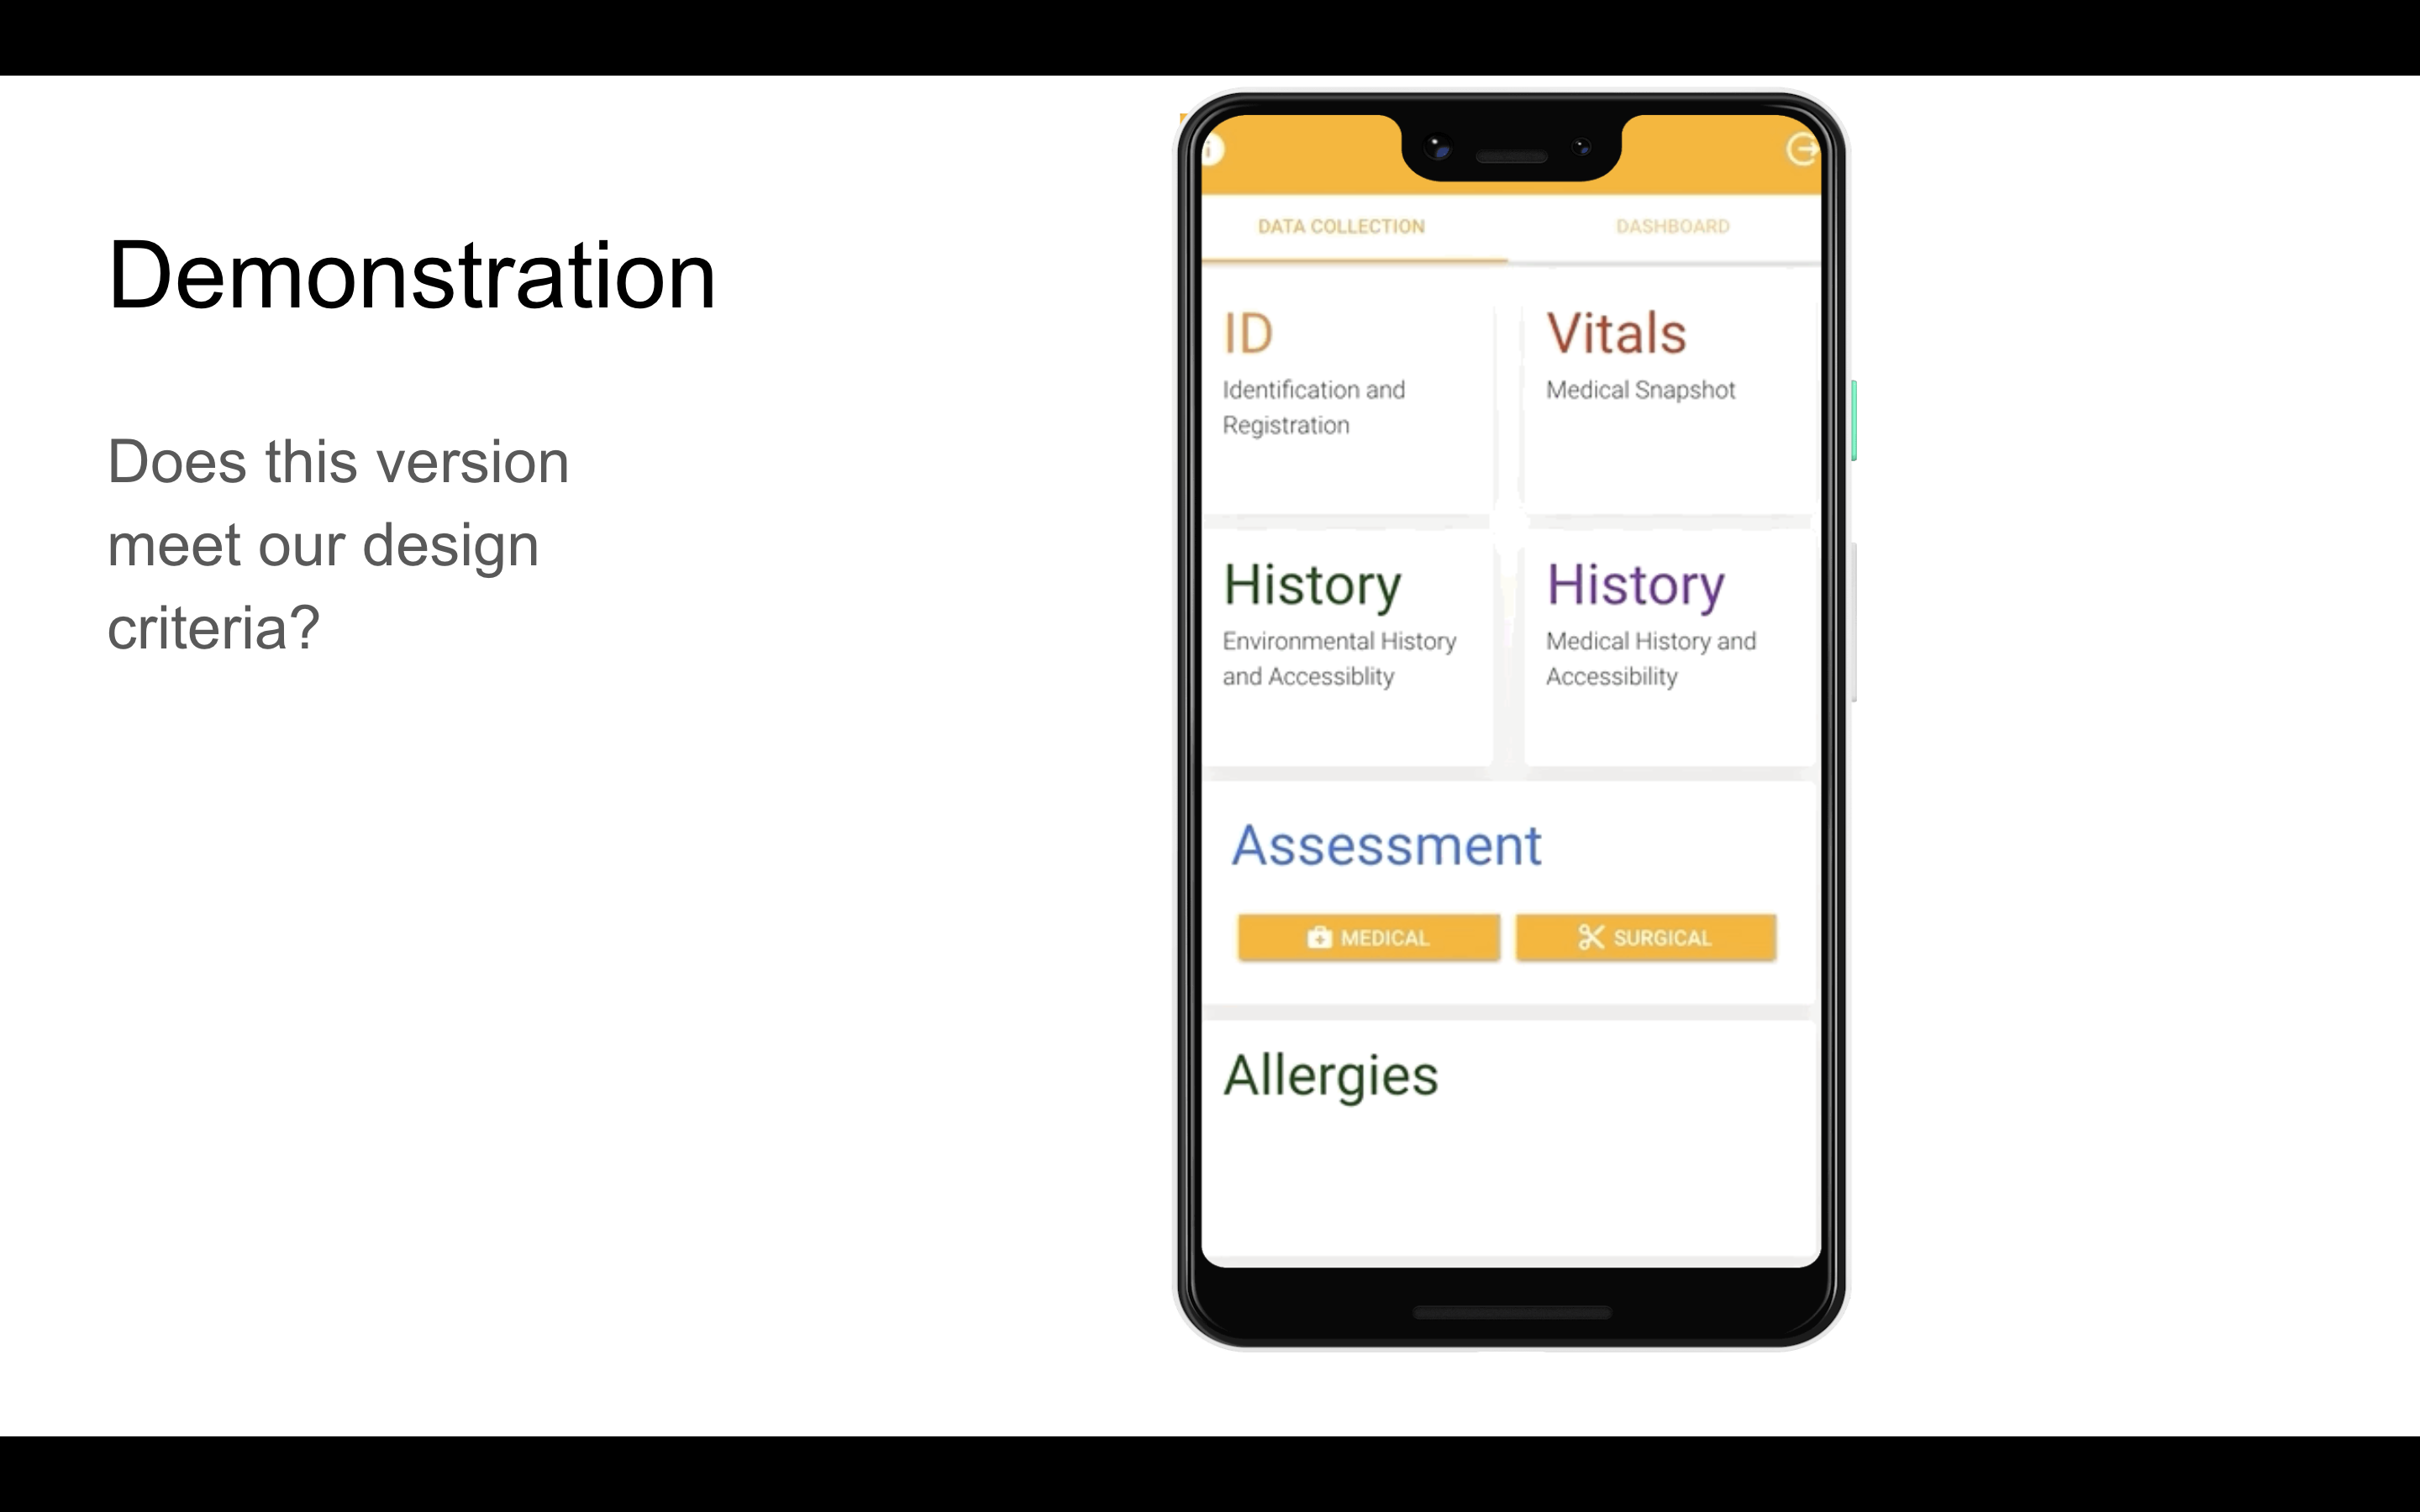 Demonstration
Does this version
meet our design
criteria?
i
DATA COLLECTION
DASHBOARD
ID
Identification and
Registration
Vitals
Medical Snapshot
History
Environmental History
and Accessiblity
History
Medical History and
Accessibility
Assessment
MEDICAL
SURGICAL
Allergies